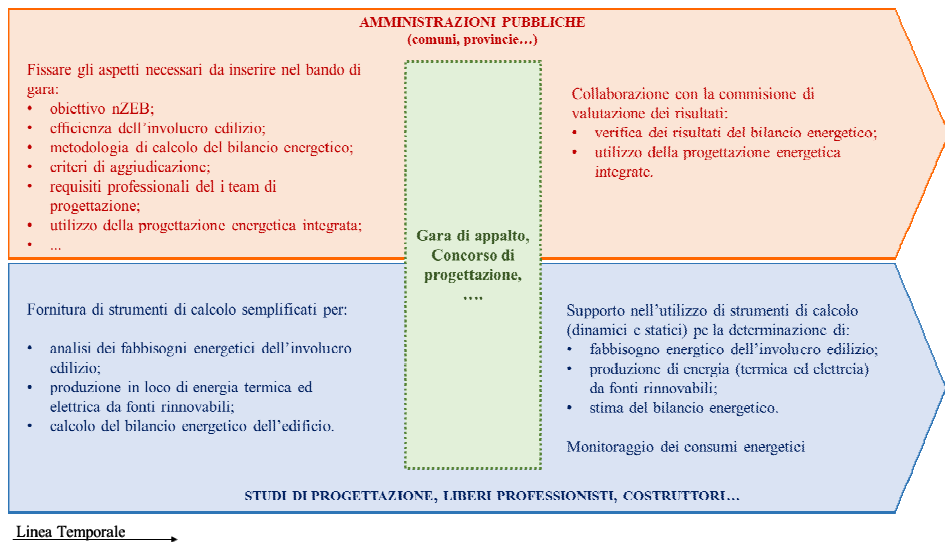 AMMINISTRAZIONI PUBBLICHE
(comuni, provincie…)
Fissare gli aspetti necessari da inserire nel bando di
gara:
• obiettivo nZEB;
• efficienza dell’involucro edilizio;
• metodologia di calcolo del bilancio energetico;
• criteri di aggiudicazione;
• requisiti professionali del i team di
progettazione;
• utilizzo della progettazione energetica integrata;
• ...
Gara di appalto,
Concorso di
progettazione,
….
Collaborazione con la commisione di
valutazione dei risultati:
• verifica dei risultati del bilancio energetico;
• utilizzo della progettazione energetica
integrate.
Fornitura di strumenti di calcolo semplificati per:
• analisi dei fabbisogni energetici dell’involucro
edilizio;
• produzione in loco di energia termica ed
elettrica da fonti rinnovabili;
• calcolo del bilancio energetico dell’edificio.
Supporto nell’utilizzo di strumenti di calcolo
(dinamici e statici) pe la determinazione di:
• fabbisogno energtico dell’involucro edilizio;
• produzione di energia (termica ed elettrcia)
da fonti rinnovabili;
• stima del bilancio energetico.
Monitoraggio dei consumi energetici
STUDI DI PROGETTAZIONE, LIBERI PROFESSIONISTI, COSTRUTTORI…
Linea Temporale